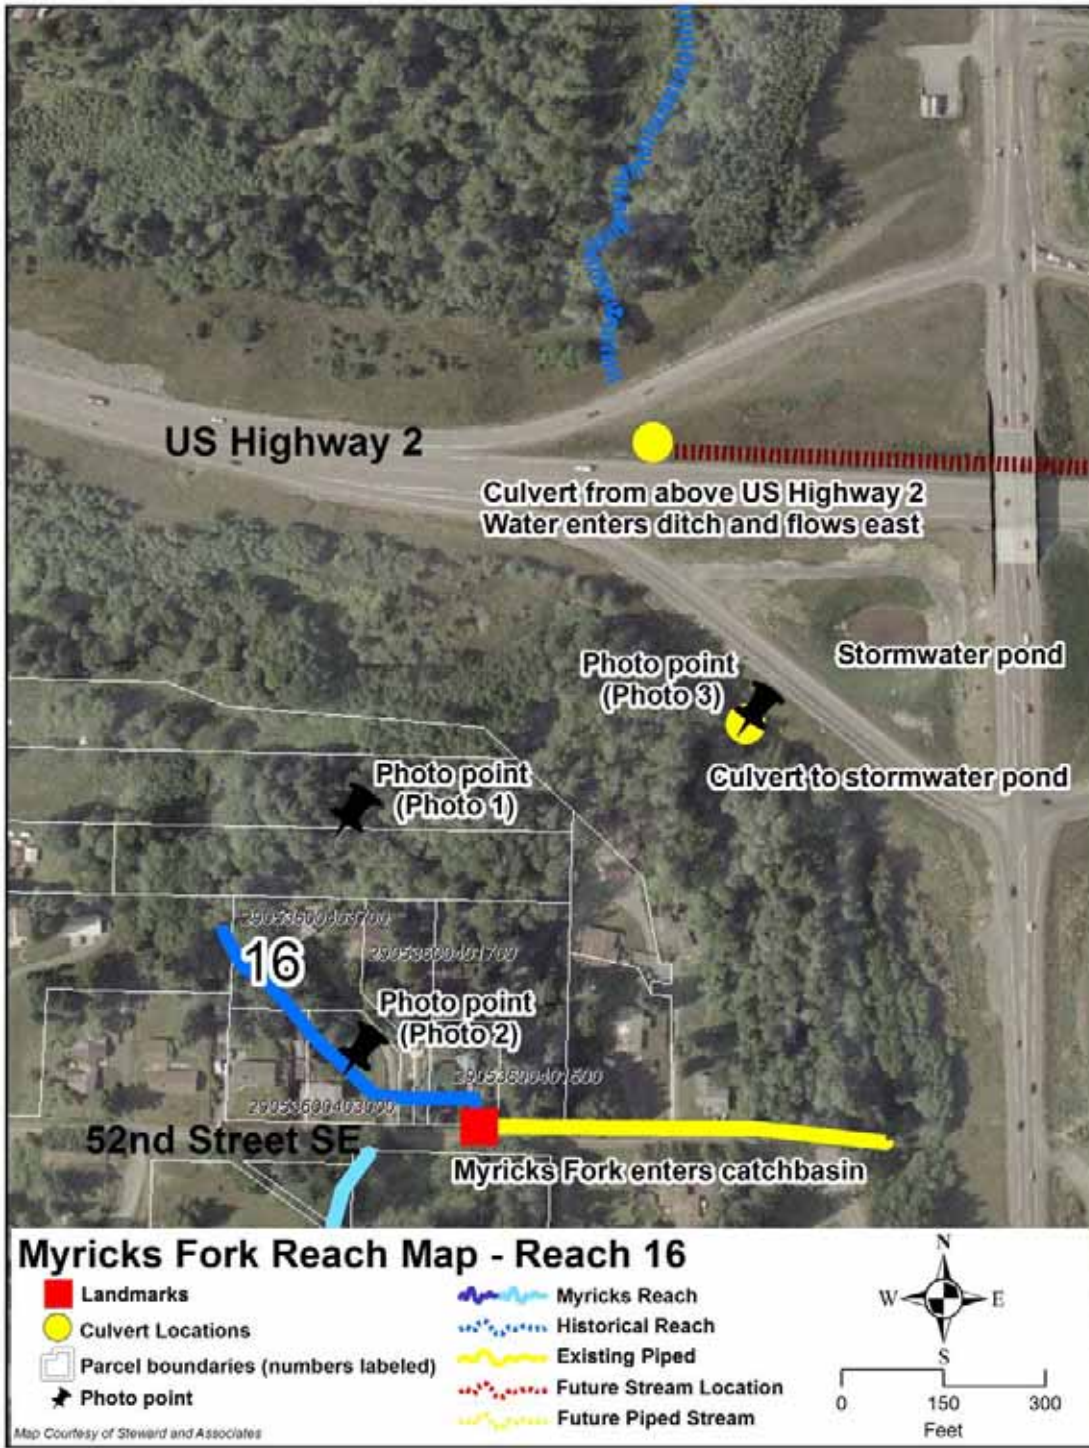 US Highway 2
Culvert from above US Highway 2
Water enters ditch and flows east
Stormwater pond
Photo point
(Photo 3)
Culvert to stormwater pond
Photo point
(Photo 1)
29053600403700
16
29053600401700
Photo point
(Photo 2)
29053600401600
29053600403000
52nd Street SE
Myricks Fork enters catchbasin
Myricks Fork Reach Map - Reach 16
Landmarks
Culvert Locations
Parcel boundaries (numbers labeled)
Photo point
Myricks Reach
Historical Reach
Existing Piped
Future Stream Location
Future Piped Stream
N
W E
S
0 150 300
Feet
Map Courtesy of Steward and Associates